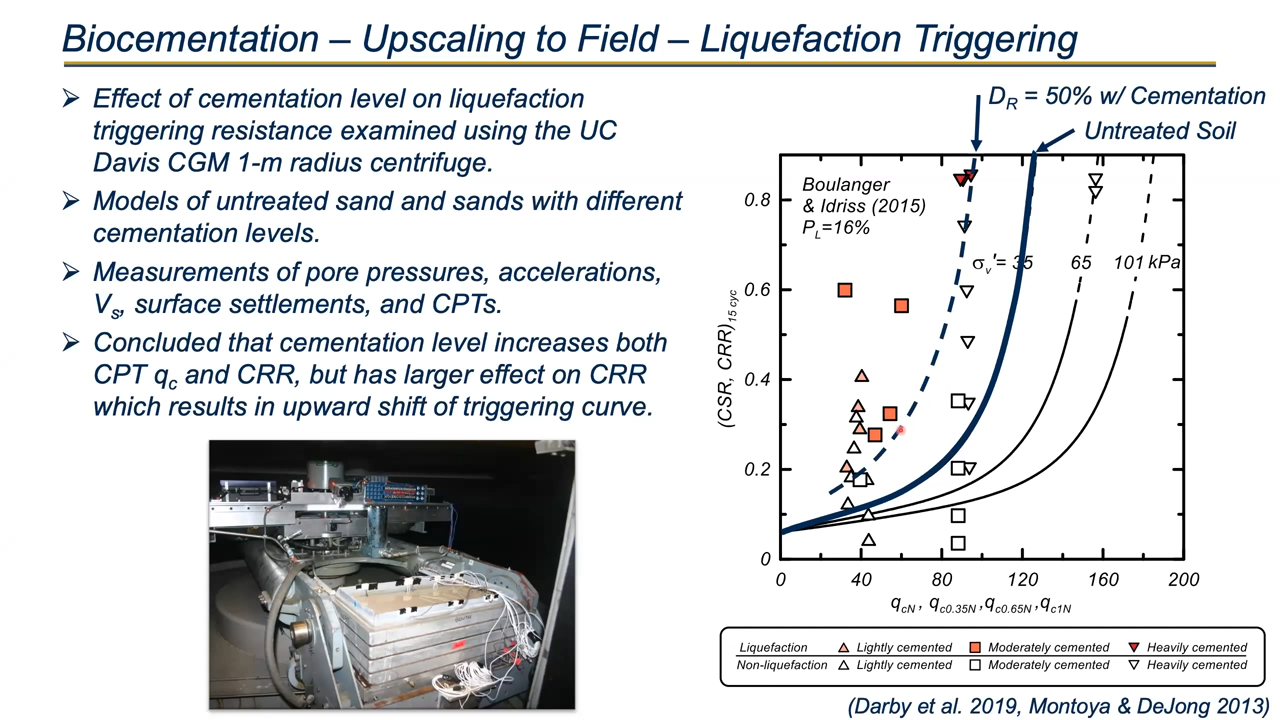 Biocementation – Upscaling to Field – Liquefaction Triggering
➢ Effect of cementation level on liquefaction
triggering resistance examined using the UC
Davis CGM 1-m radius centrifuge.
➢ Models of untreated sand and sands with different
cementation levels.
➢ Measurements of pore pressures, accelerations,
Vs, surface settlements, and CPTs.
➢ Concluded that cementation level increases both
CPT qc and CRR, but has larger effect on CRR
which results in upward shift of triggering curve.
DR = 50% w/ Cementation
Untreated Soil
Boulanger
& Idriss (2015)
PL=16%
σv'= 35 65 101 kPa
(CSR, CRR)15 cyc
0.8
0.6
0.4
0.2
0
0 40 80 120 160 200
qcN , qc0.35N ,qc0.65N ,qc1N
Liquefaction Lightly cemented Moderately cemented Heavily cemented
Non-liquefaction Lightly cemented Moderately cemented Heavily cemented
(Darby et al. 2019, Montoya & DeJong 2013)